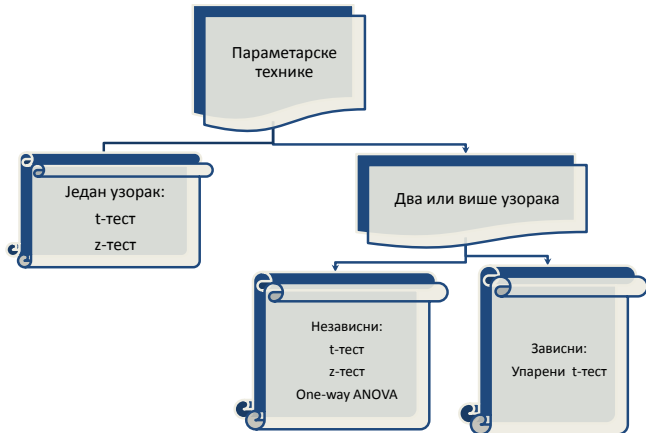 Параметарске
технике
Један узорак:
t-тест
z-тест
Два или више узорака
Независни:
t-тест
z-тест
One-way ANOVA
Зависни:
Упарени t-тест